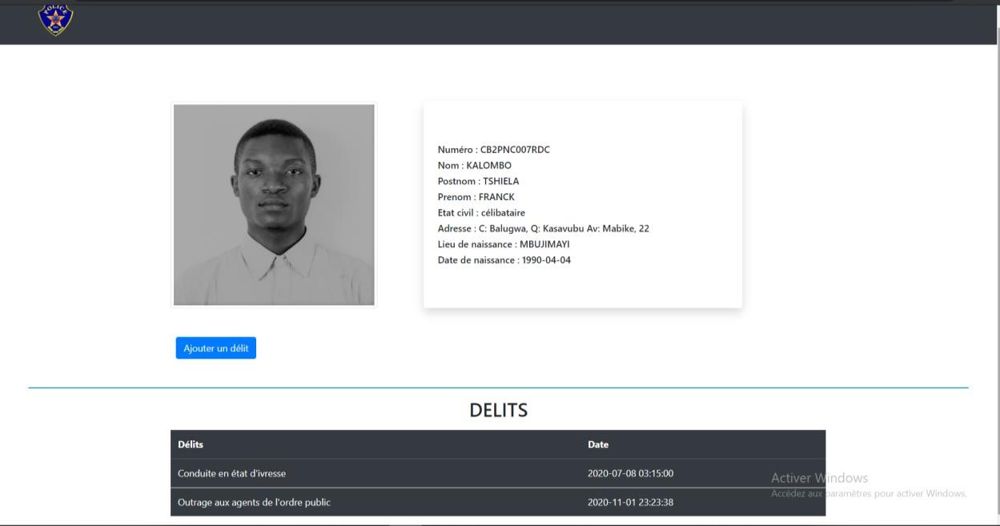 POLICE
Numéro : CB2PNC007RDC
Nom : KALOMBO
Postnom : TSHIELA
Prenom : FRANCK
Etat civil : célibataire
Adresse : C: Balugwa, Q: Kasavubu Av: Mabike, 22
Lieu de naissance : MBUJIMAYI
Date de naissance : 1990-04-04
Ajouter un délit
DELITS
Délits Date
Conduite en état d'ivresse 2020-07-08 03:15:00
Outrage aux agents de l'ordre public 2020-11-01 23:23:38
Activer Windows
Accédez aux paramètres pour activer Windows.